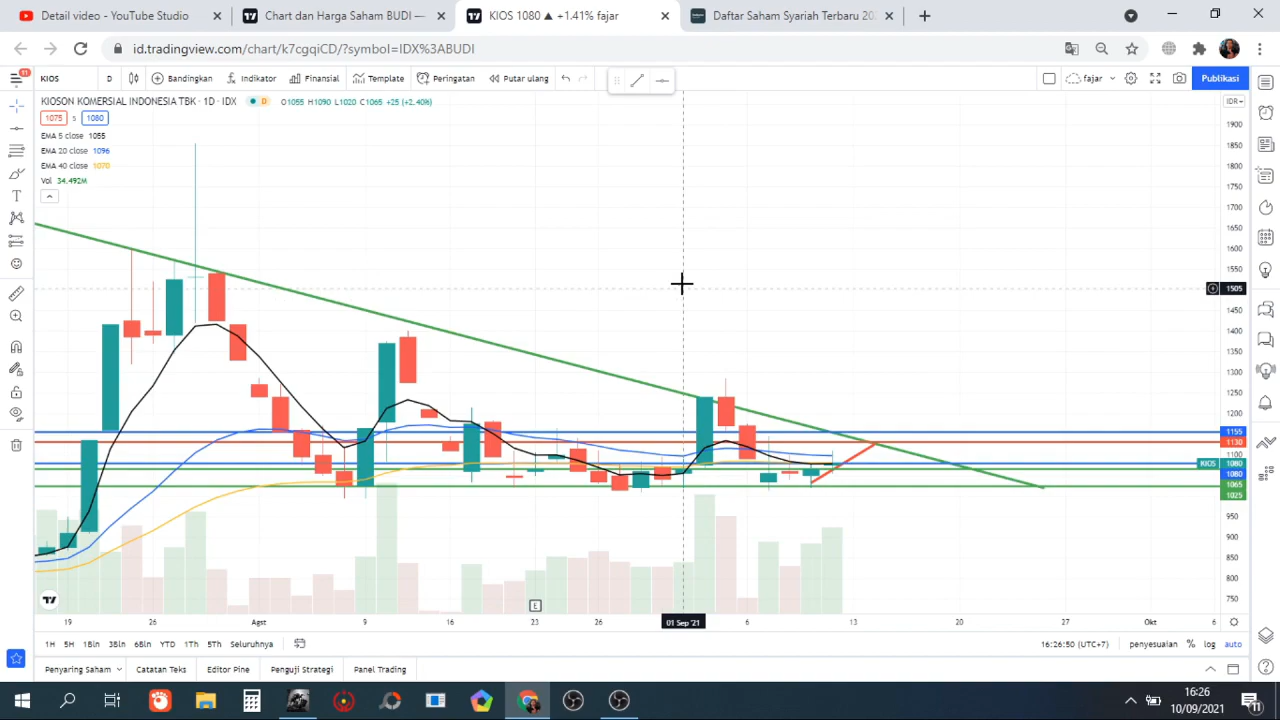 Detail video - YouTube Studio
Chart dan Harga Saham BUDI —
KIOS 1080 ▲ +1.41% fajar
Daftar Saham Syariah Terbaru 202
id.tradingview.com/chart/k7cgqiCD/?symbol=IDX%3ABUDI
11
KIOS
D
Bandingkan
Indikator
Finansial
Template
Peringatan
Putar ulang
fajar
Publikasi
KIOSON KOMERSIAL INDONESIA TBK · 1D · IDX
D
O1055 H1090 L1020 C1065 +25 (+2.40%)
IDR
1075 5 1080
EMA 5 close 1055
EMA 20 close 1096
EMA 40 close 1070
Vol 34.492M
1900
1850
1800
1750
1700
1650
1600
1550
1505
1450
1400
1350
1300
1250
1200
1155
1130
1100
KIOS 1080
1080
1065
1025
950
900
850
800
750
E
19 26 Agst 9 16 23 26 01 Sep '21 6 13 20 27 Okt 6
1H 5H 1Bln 3Bln 6Bln YTD 1Th 5Th Seluruhnya
16:26:50 (UTC+7) penyesualan % log auto
Penyaring Saham Catatan Teks Editor Pine Penguji Strategi Panel Trading
16:26
10/09/2021
11